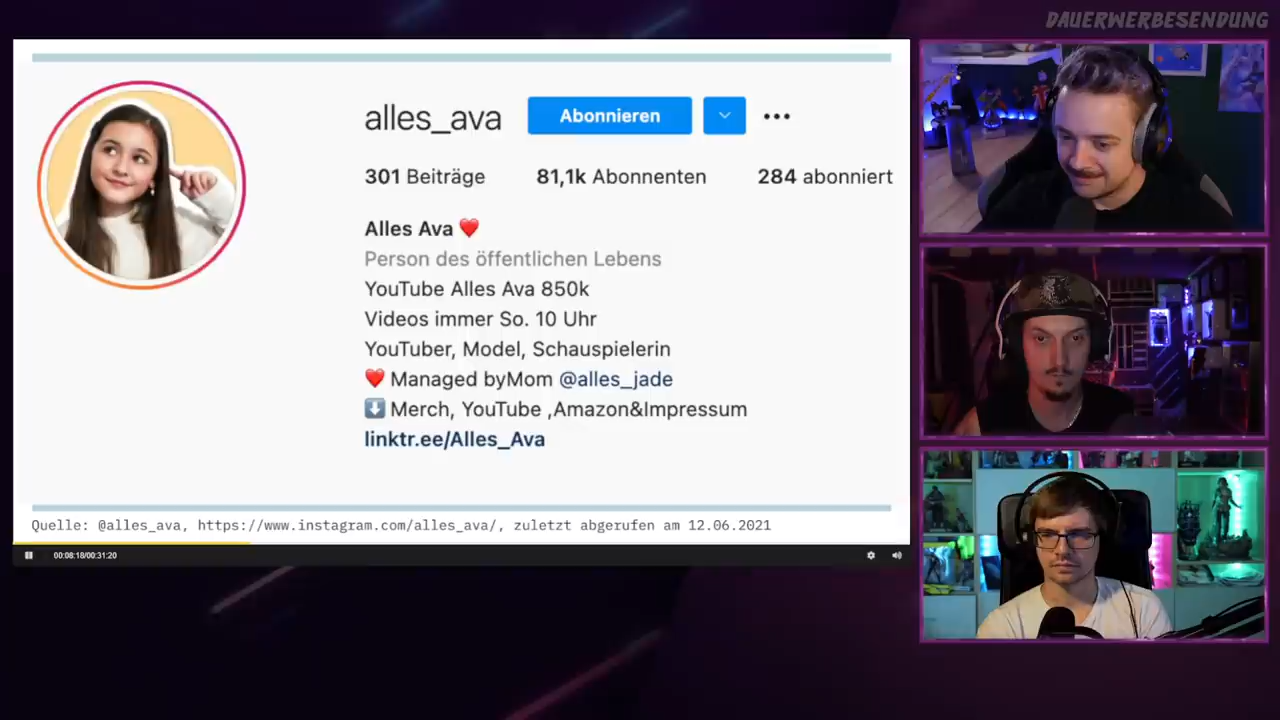 DAUERWERBESENDUNG
alles_ava Abonnieren •••
301 Beiträge 81,1k Abonnenten 284 abonniert
Alles Ava ❤️
Person des öffentlichen Lebens
YouTube Alles Ava 850k
Videos immer So. 10 Uhr
YouTuber, Model, Schauspielerin
❤️ Managed byMom @alles_jade
⬇️ Merch, YouTube ,Amazon&Impressum
linktr.ee/Alles_Ava
Quelle: @alles_ava, https://www.instagram.com/alles_ava/, zuletzt abgerufen am 12.06.2021
00:08:18/00:31:20